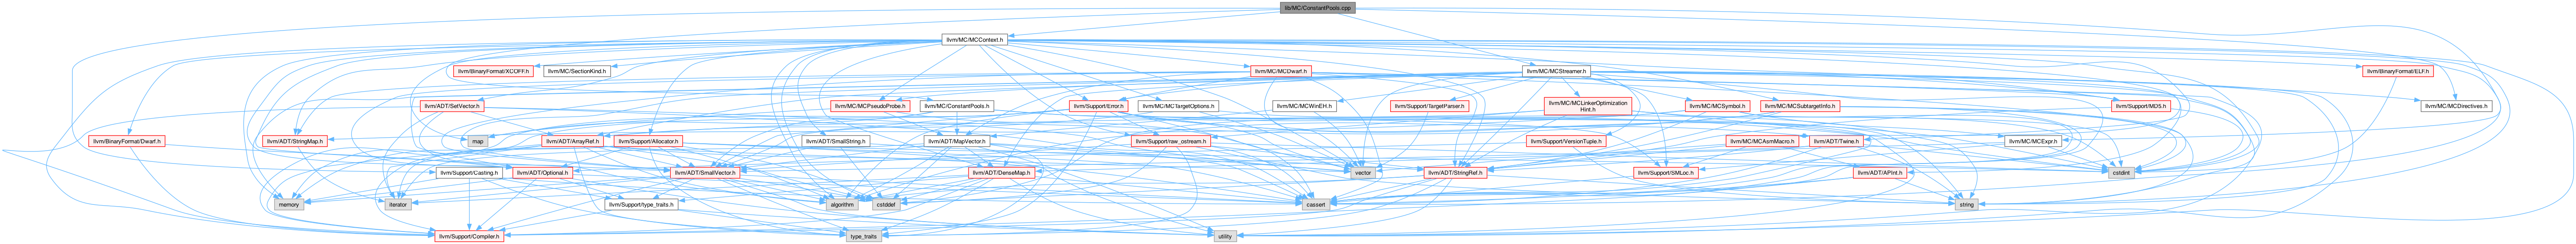 lib/MC/ConstantPools.cpp
llvm/MC/MCContext.h
llvm/BinaryFormat/XCOFF.h
llvm/MC/SectionKind.h
llvm/MC/MCDwarf.h
llvm/MC/MCStreamer.h
llvm/BinaryFormat/ELF.h
llvm/ADT/SetVector.h
llvm/MC/MCPseudoProbe.h
llvm/MC/ConstantPools.h
llvm/Support/Error.h
llvm/MC/MCTargetOptions.h
llvm/MC/MCWinEH.h
llvm/Support/TargetParser.h
llvm/MC/MCLinkerOptimization
Hint.h
llvm/MC/MCSymbol.h
llvm/MC/MCSubtargetInfo.h
llvm/Support/MD5.h
llvm/MC/MCDirectives.h
llvm/BinaryFormat/Dwarf.h
llvm/ADT/StringMap.h
map
llvm/ADT/ArrayRef.h
llvm/Support/Allocator.h
llvm/ADT/SmallString.h
llvm/ADT/MapVector.h
llvm/Support/raw_ostream.h
llvm/Support/VersionTuple.h
llvm/MC/MCAsmMacro.h
llvm/ADT/Twine.h
llvm/MC/MCExpr.h
llvm/Support/Casting.h
llvm/ADT/Optional.h
llvm/ADT/SmallVector.h
llvm/ADT/DenseMap.h
vector
llvm/ADT/StringRef.h
llvm/Support/SMLoc.h
llvm/ADT/APInt.h
cstdint
memory
iterator
llvm/Support/type_traits.h
algorithm
cstddef
cassert
string
llvm/Support/Compiler.h
type_traits
utility